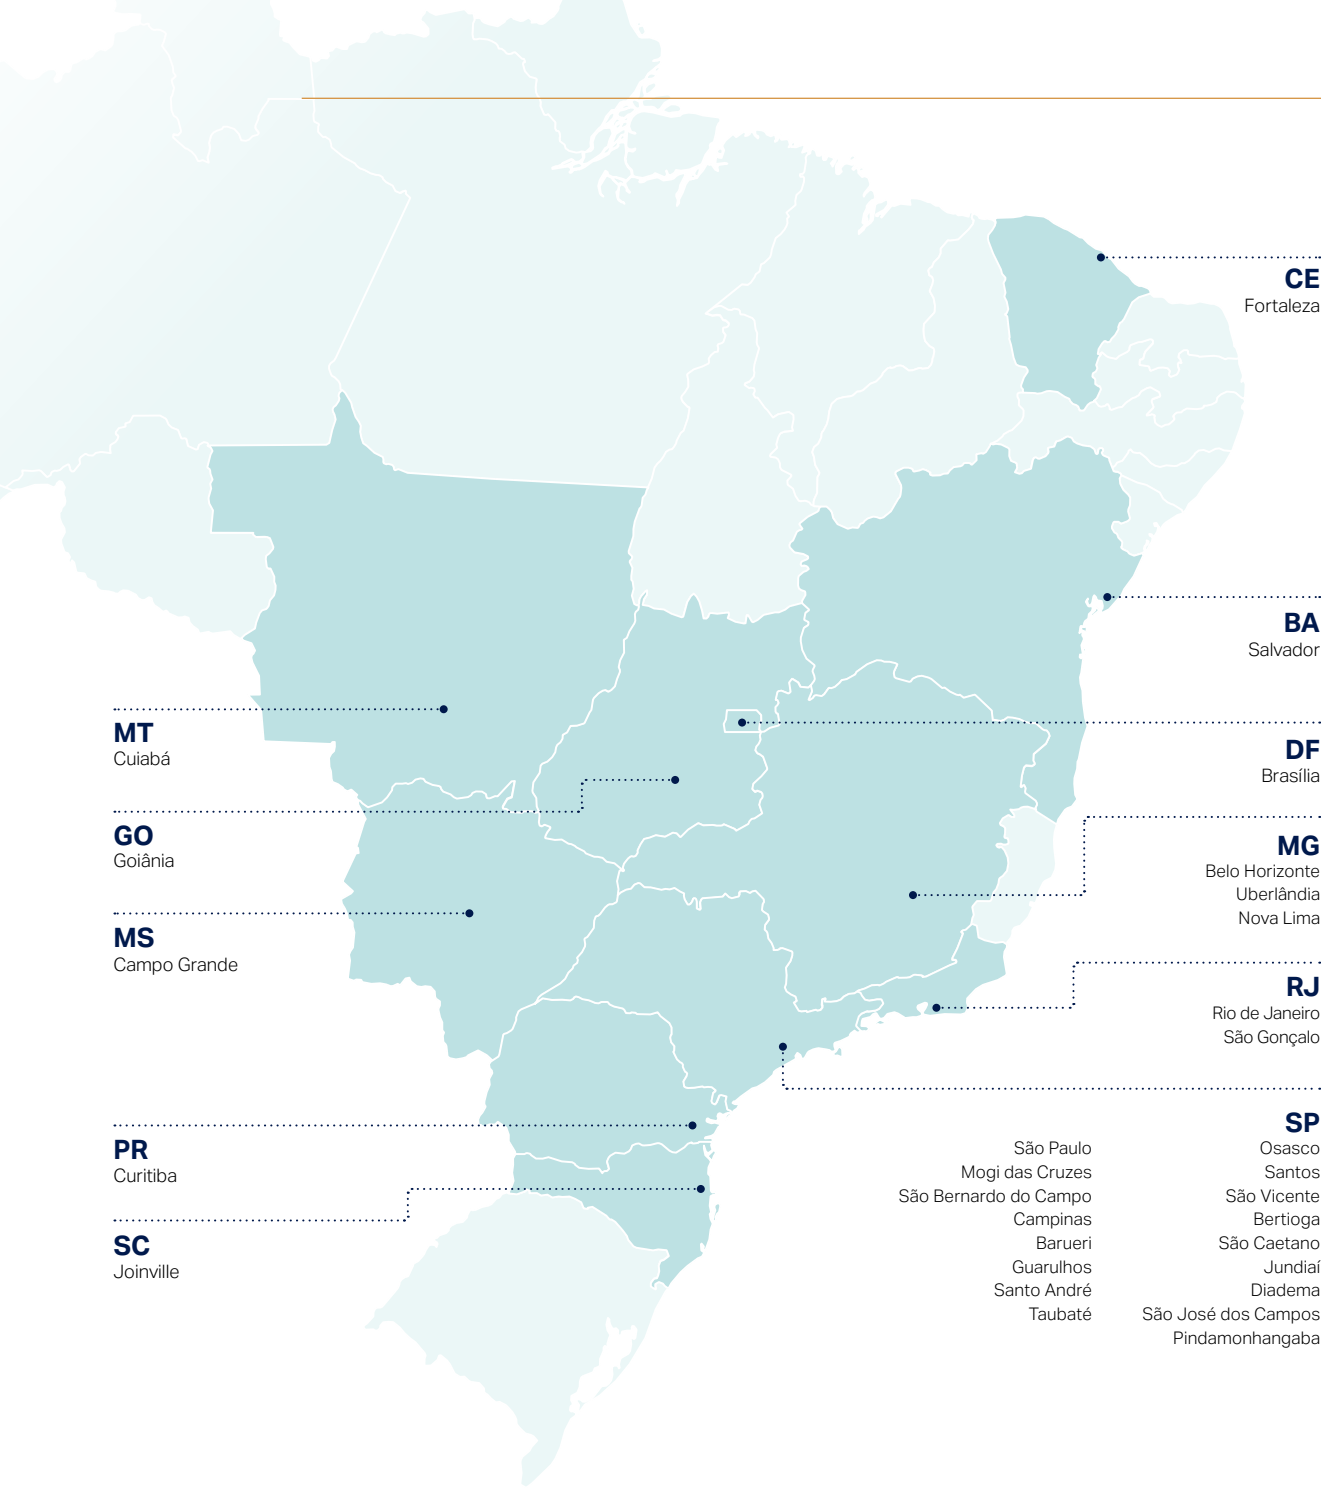 CE
Fortaleza
BA
Salvador
DF
Brasília
MG
Belo Horizonte
Uberlândia
Nova Lima
RJ
Rio de Janeiro
São Gonçalo
SP
São Paulo
Mogi das Cruzes
São Bernardo do Campo
Campinas
Barueri
Guarulhos
Santo André
Taubaté
Osasco
Santos
São Vicente
Bertioga
São Caetano
Jundiaí
Diadema
São José dos Campos
Pindamonhangaba
MT
Cuiabá
GO
Goiânia
MS
Campo Grande
PR
Curitiba
SC
Joinville